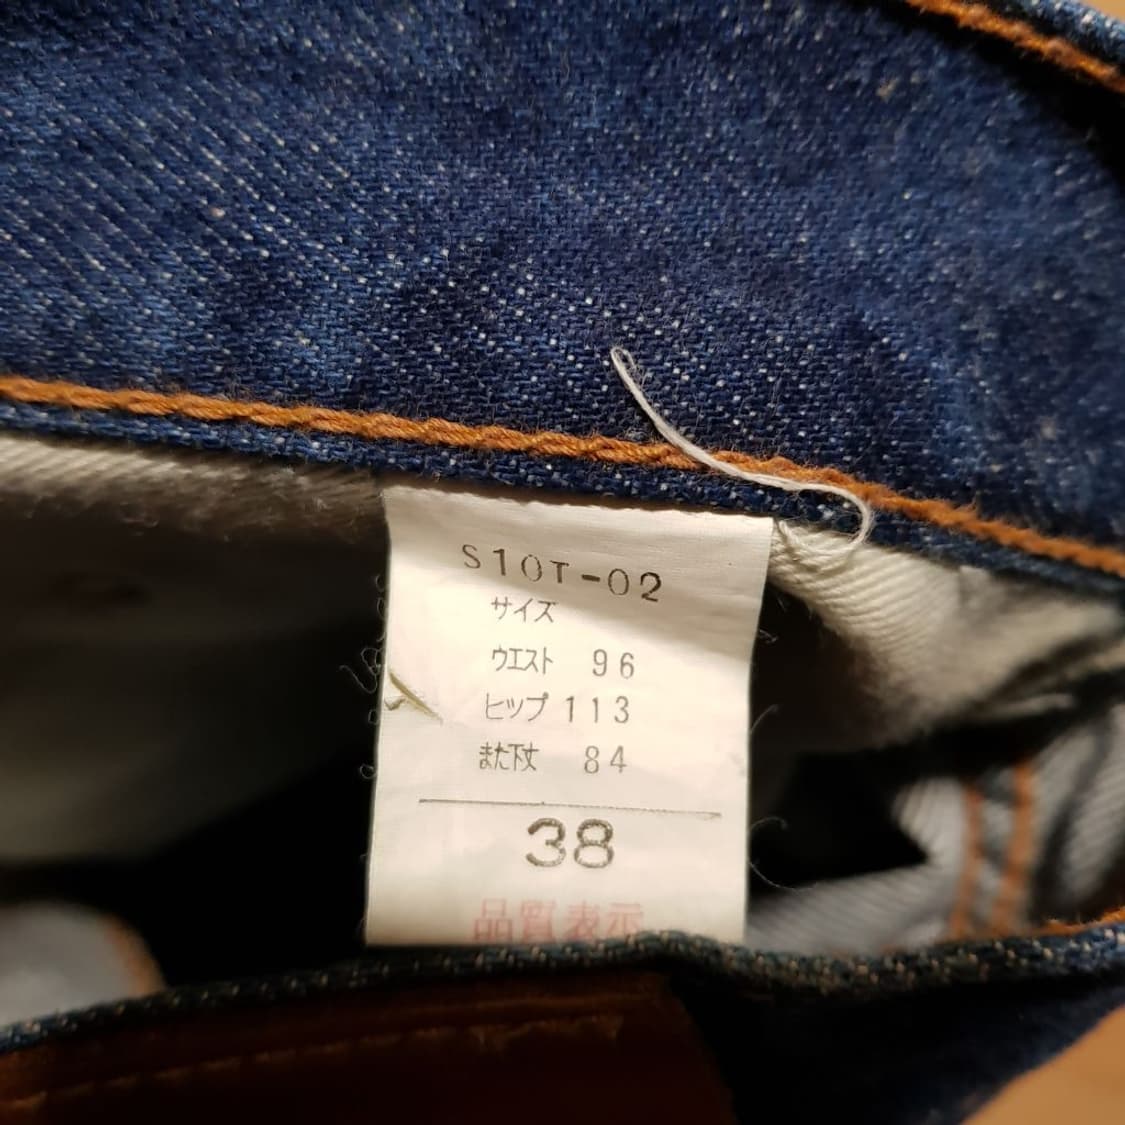 S10T-02
サイズ
ウエスト 96
ヒップ 113
また下丈 84
38
品質表示